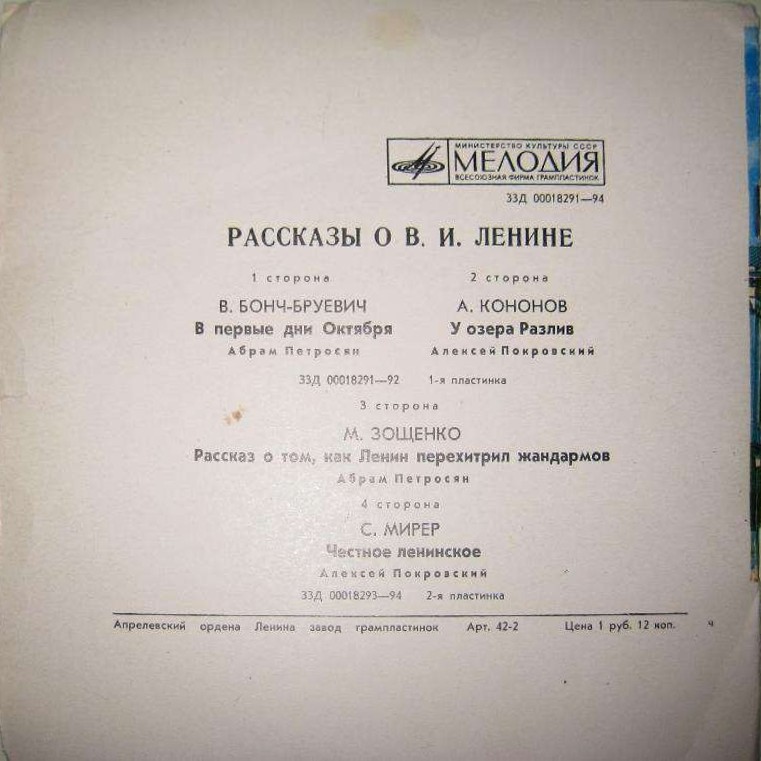 МИНИСТЕРСТВО КУЛЬТУРЫ СССР
МЕЛОДИЯ
ВСЕСОЮЗНАЯ ФИРМА ГРАМПЛАСТИНОК
33Д 00018291—94
РАССКАЗЫ О В. И. ЛЕНИНЕ
1 сторона
В. БОНЧ-БРУЕВИЧ
В первые дни Октября
Абрам Петросян
2 сторона
А. КОНОНОВ
У озера Разлив
Алексей Покровский
33Д 00018291—92 1-я пластинка
3 сторона
М. ЗОЩЕНКО
Рассказ о том, как Ленин перехитрил жандармов
Абрам Петросян
4 сторона
С. МИРЕР
Честное ленинское
Алексей Покровский
33Д 00018293—94 2-я пластинка
Апрелевский ордена Ленина завод грампластинок Арт. 42-2 Цена 1 руб. 12 коп. ч